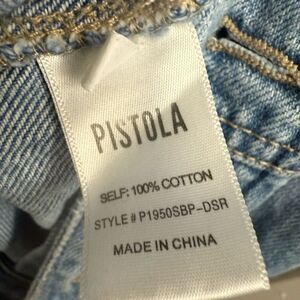 PISTOLA
SELF: 100% COTTON
STYLE # P1950SBP-DSR
MADE IN CHINA